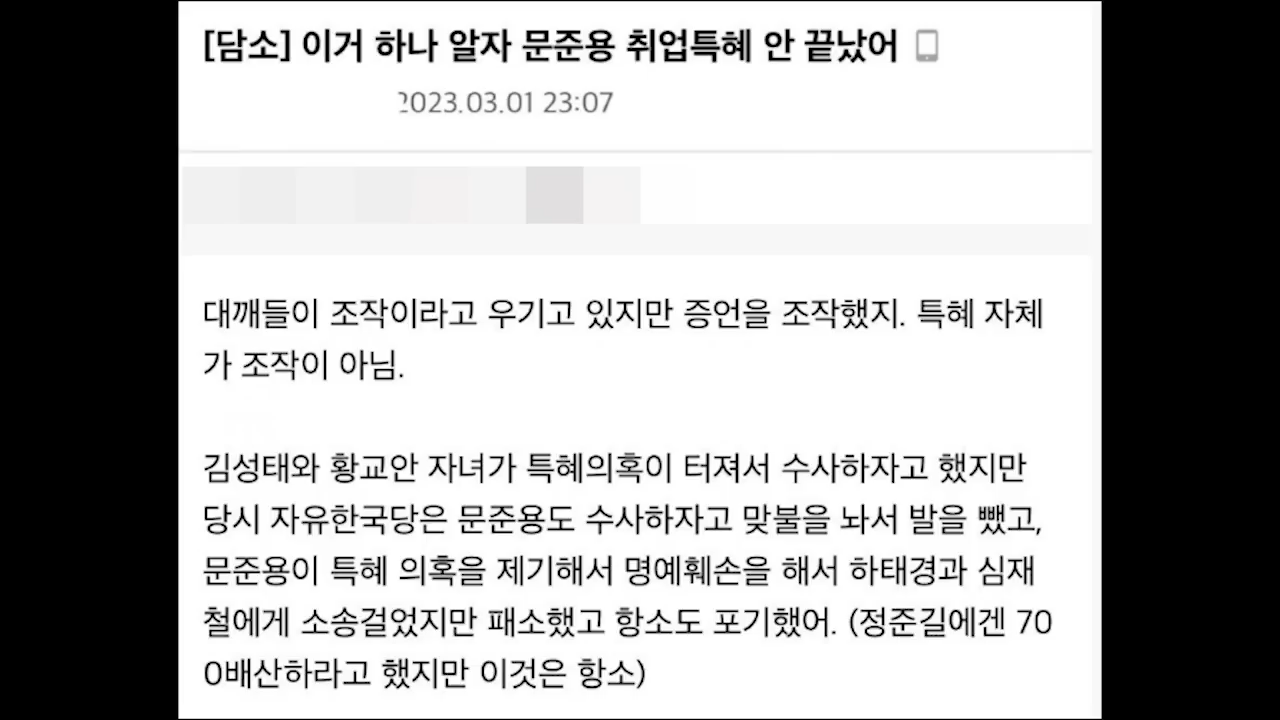 [담소] 이거 하나 알자 문준용 취업특혜 안 끝났어
2023.03.01 23:07
대깨들이 조작이라고 우기고 있지만 증언을 조작했지. 특혜 자체
가 조작이 아님.
김성태와 황교안 자녀가 특혜의혹이 터져서 수사하자고 했지만
당시 자유한국당은 문준용도 수사하자고 맞불을 놔서 발을 뺐고,
문준용이 특혜 의혹을 제기해서 명예훼손을 해서 하태경과 심재
철에게 소송걸었지만 패소했고 항소도 포기했어. (정준길에겐 70
0배산하라고 했지만 이것은 항소)